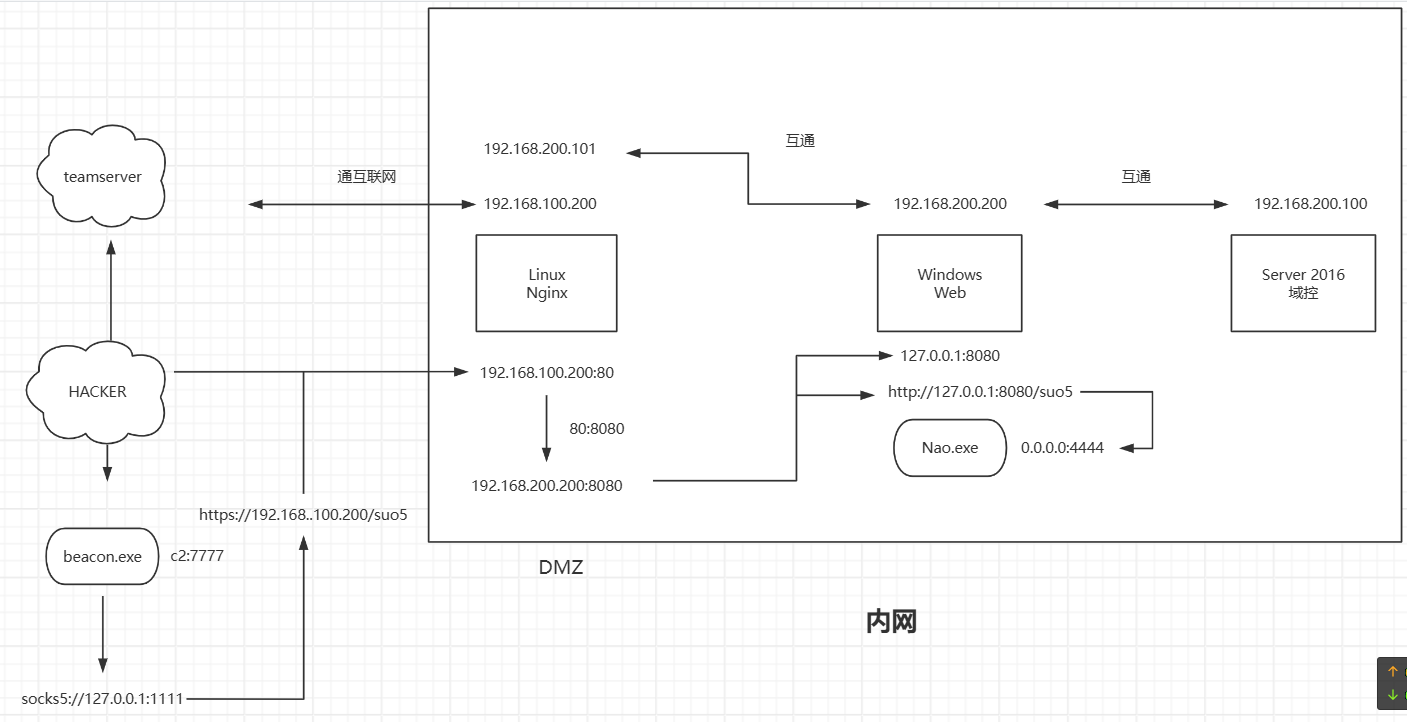 teamserver
通互联网
192.168.200.101
192.168.100.200
互通
192.168.200.200
互通
192.168.200.100
Linux
Nginx
Windows
Web
Server 2016
域控
HACKER
192.168.100.200:80
80:8080
192.168.200.200:8080
127.0.0.1:8080
http://127.0.0.1:8080/suo5
Nao.exe
0.0.0.0:4444
https://192.168..100.200/suo5
beacon.exe
c2:7777
socks5://127.0.0.1:1111
DMZ
内网